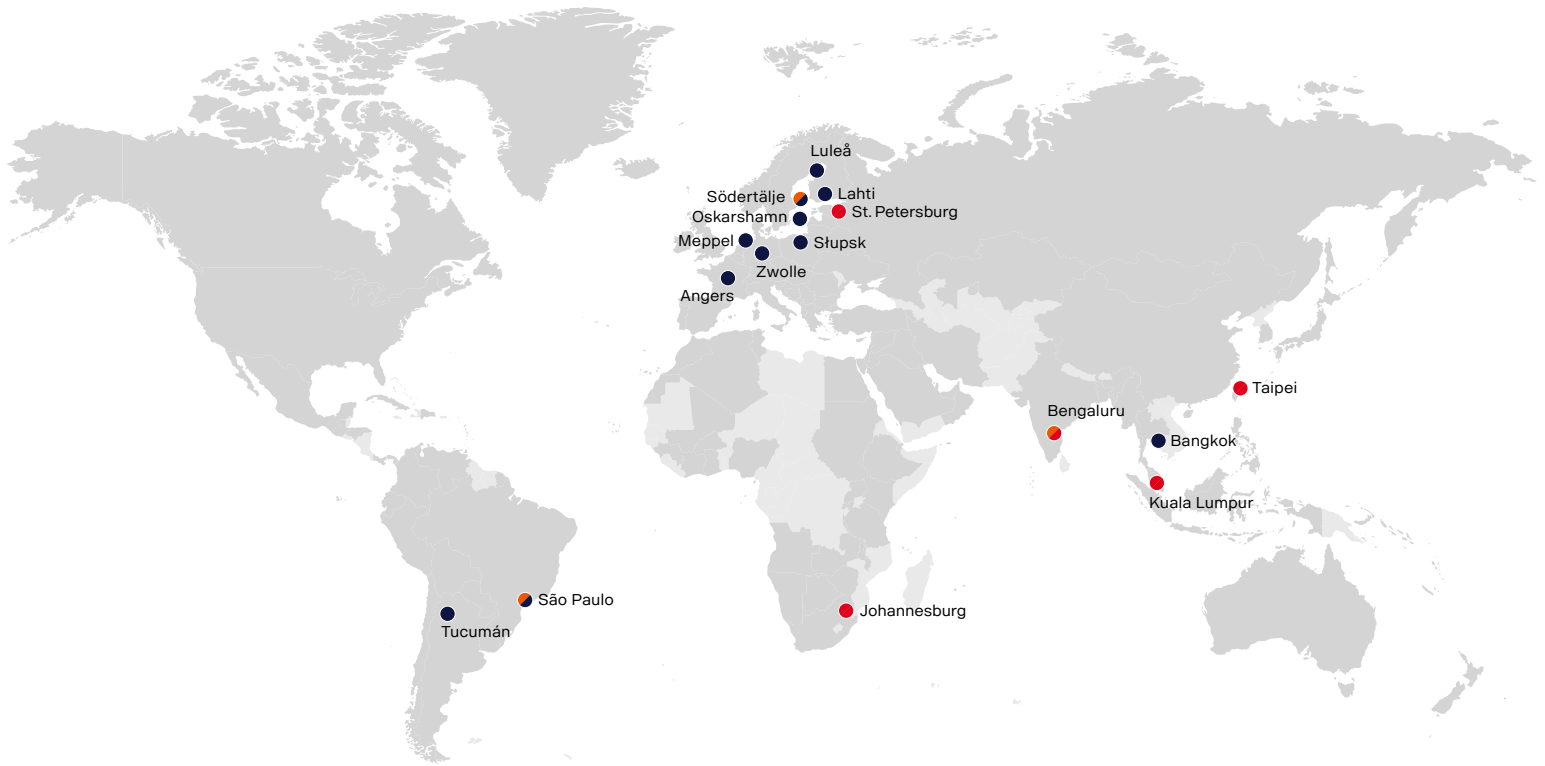 Luleå
Södertälje
Lahti
Oskarshamn
St. Petersburg
Meppel
Słupsk
Zwolle
Angers
Taipei
Bengaluru
Bangkok
Kuala Lumpur
São Paulo
Johannesburg
Tucumán